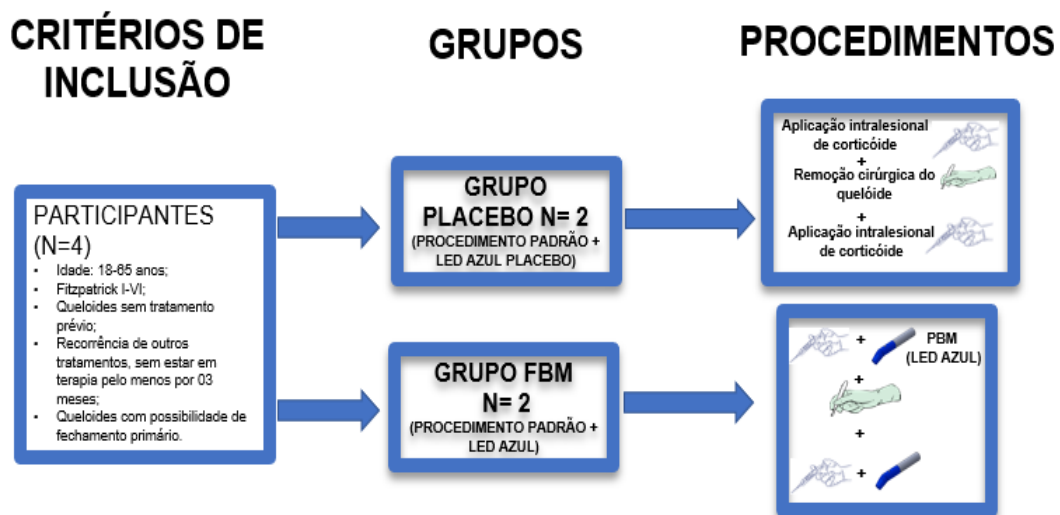 CRITÉRIOS DE
INCLUSÃO
GRUPOS
PROCEDIMENTOS
PARTICIPANTES
(N=4)
• Idade: 18-65 anos;
• Fitzpatrick I-VI;
• Queloides sem tratamento
prévio;
• Recorrência de outros
tratamentos, sem estar em
terapia pelo menos por 03
meses;
• Queloides com possibilidade de
fechamento primário.
GRUPO
PLACEBO N= 2
(PROCEDIMENTO PADRÃO +
LED AZUL PLACEBO)
GRUPO FBM
N= 2
(PROCEDIMENTO PADRÃO +
LED AZUL)
Aplicação intralesional
de corticóide
+
Remoção cirúrgica do
quelóide
+
Aplicação intralesional
de corticóide
+ PBM
(LED AZUL)
+
+
+